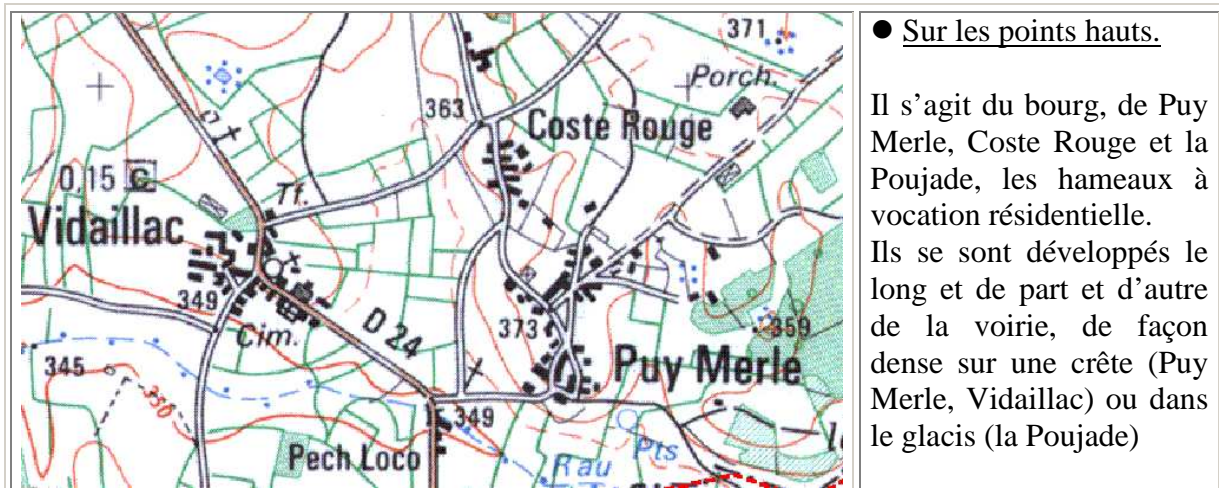 371
Porch.
363
Coste Rouge
0,15 C
Tf.
Vidaillac
349
D 24
373
359
Cim.
Puy Merle
345
350
349
Pech Loco
Pts
Rau
● Sur les points hauts.
Il s’agit du bourg, de Puy
Merle, Coste Rouge et la
Poujade, les hameaux à
vocation résidentielle.
Ils se sont développés le
long et de part et d’autre
de la voirie, de façon
dense sur une crête (Puy
Merle, Vidaillac) ou dans
le glacis (la Poujade)